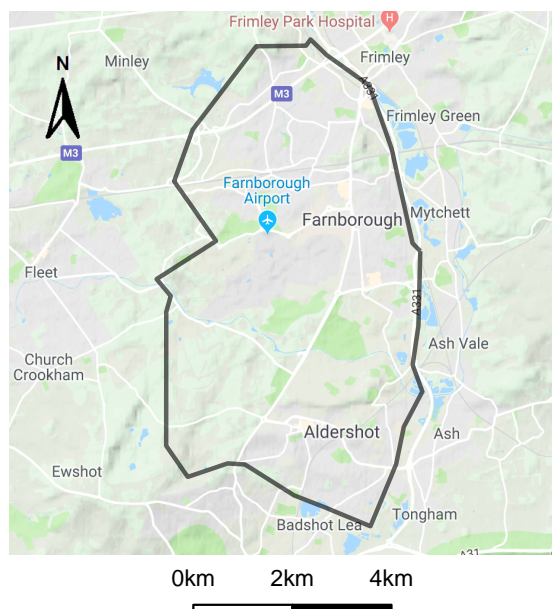 Frimley Park Hospital
H
Minley
Frimley
N
A331
M3
Frimley Green
M3
Farnborough
Airport
Farnborough
Mytchett
Fleet
A331
Church
Crookham
Ash Vale
Aldershot
Ash
Ewshot
Badshot Lea
Tongham
A31
0km 2km 4km